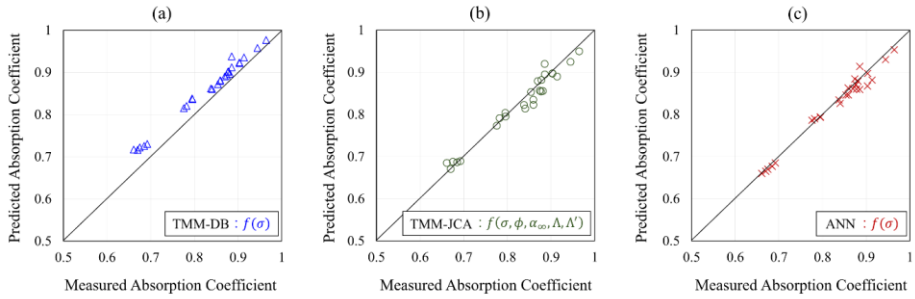 (a)
Predicted Absorption Coefficient
1
0.9
0.8
0.7
0.6
0.5
0.5 0.6 0.7 0.8 0.9 1
TMM-DB : f(σ)
Measured Absorption Coefficient
(b)
Predicted Absorption Coefficient
1
0.9
0.8
0.7
0.6
0.5
0.5 0.6 0.7 0.8 0.9 1
TMM-JCA : f(σ, ϕ, α∞, Λ, Λ′)
Measured Absorption Coefficient
(c)
Predicted Absorption Coefficient
1
0.9
0.8
0.7
0.6
0.5
0.5 0.6 0.7 0.8 0.9 1
ANN : f(σ)
Measured Absorption Coefficient